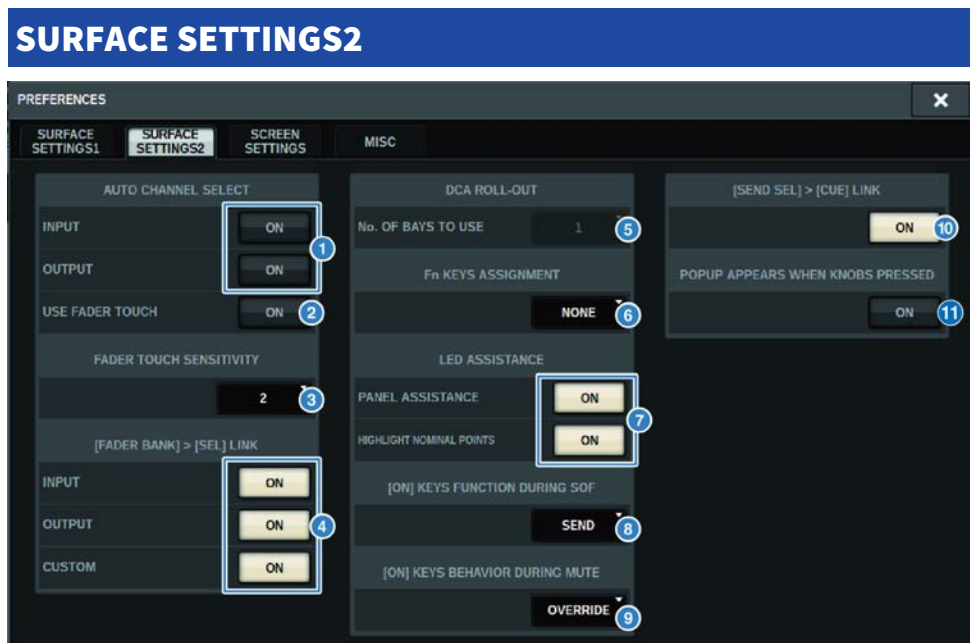 SURFACE SETTINGS2
PREFERENCES
×
SURFACE SETTINGS1
SURFACE SETTINGS2
SCREEN SETTINGS
MISC
AUTO CHANNEL SELECT
INPUT ON
1
OUTPUT ON
USE FADER TOUCH ON 2
FADER TOUCH SENSITIVITY
2 3
[FADER BANK] > [SEL] LINK
INPUT ON
OUTPUT ON 4
CUSTOM ON
DCA ROLL-OUT
No. OF BAYS TO USE 1 5
Fn KEYS ASSIGNMENT
NONE 6
LED ASSISTANCE
PANEL ASSISTANCE ON
7
HIGHLIGHT NOMINAL POINTS ON
[ON] KEYS FUNCTION DURING SOF
SEND 8
[ON] KEYS BEHAVIOR DURING MUTE
OVERRIDE 9
[SEND SEL] > [CUE] LINK
ON 10
POPUP APPEARS WHEN KNOBS PRESSED
ON 11